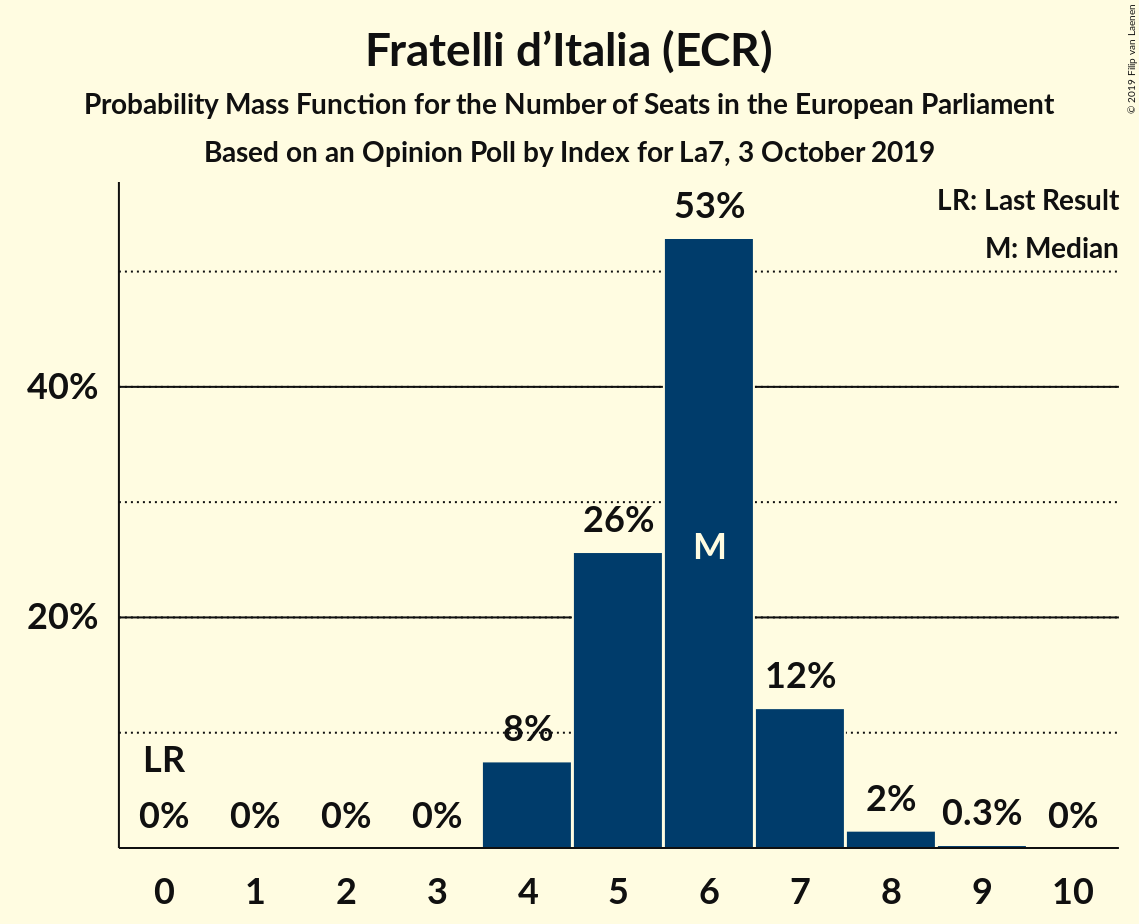 Fratelli d’Italia (ECR)
Probability Mass Function for the Number of Seats in the European Parliament
Based on an Opinion Poll by Index for La7, 3 October 2019
© 2019 Filip van Laenen
LR: Last Result
M: Median
53%
40%
26%
M
20%
12%
8%
LR
0% 0% 0% 0% 2% 0.3% 0%
0 1 2 3 4 5 6 7 8 9 10